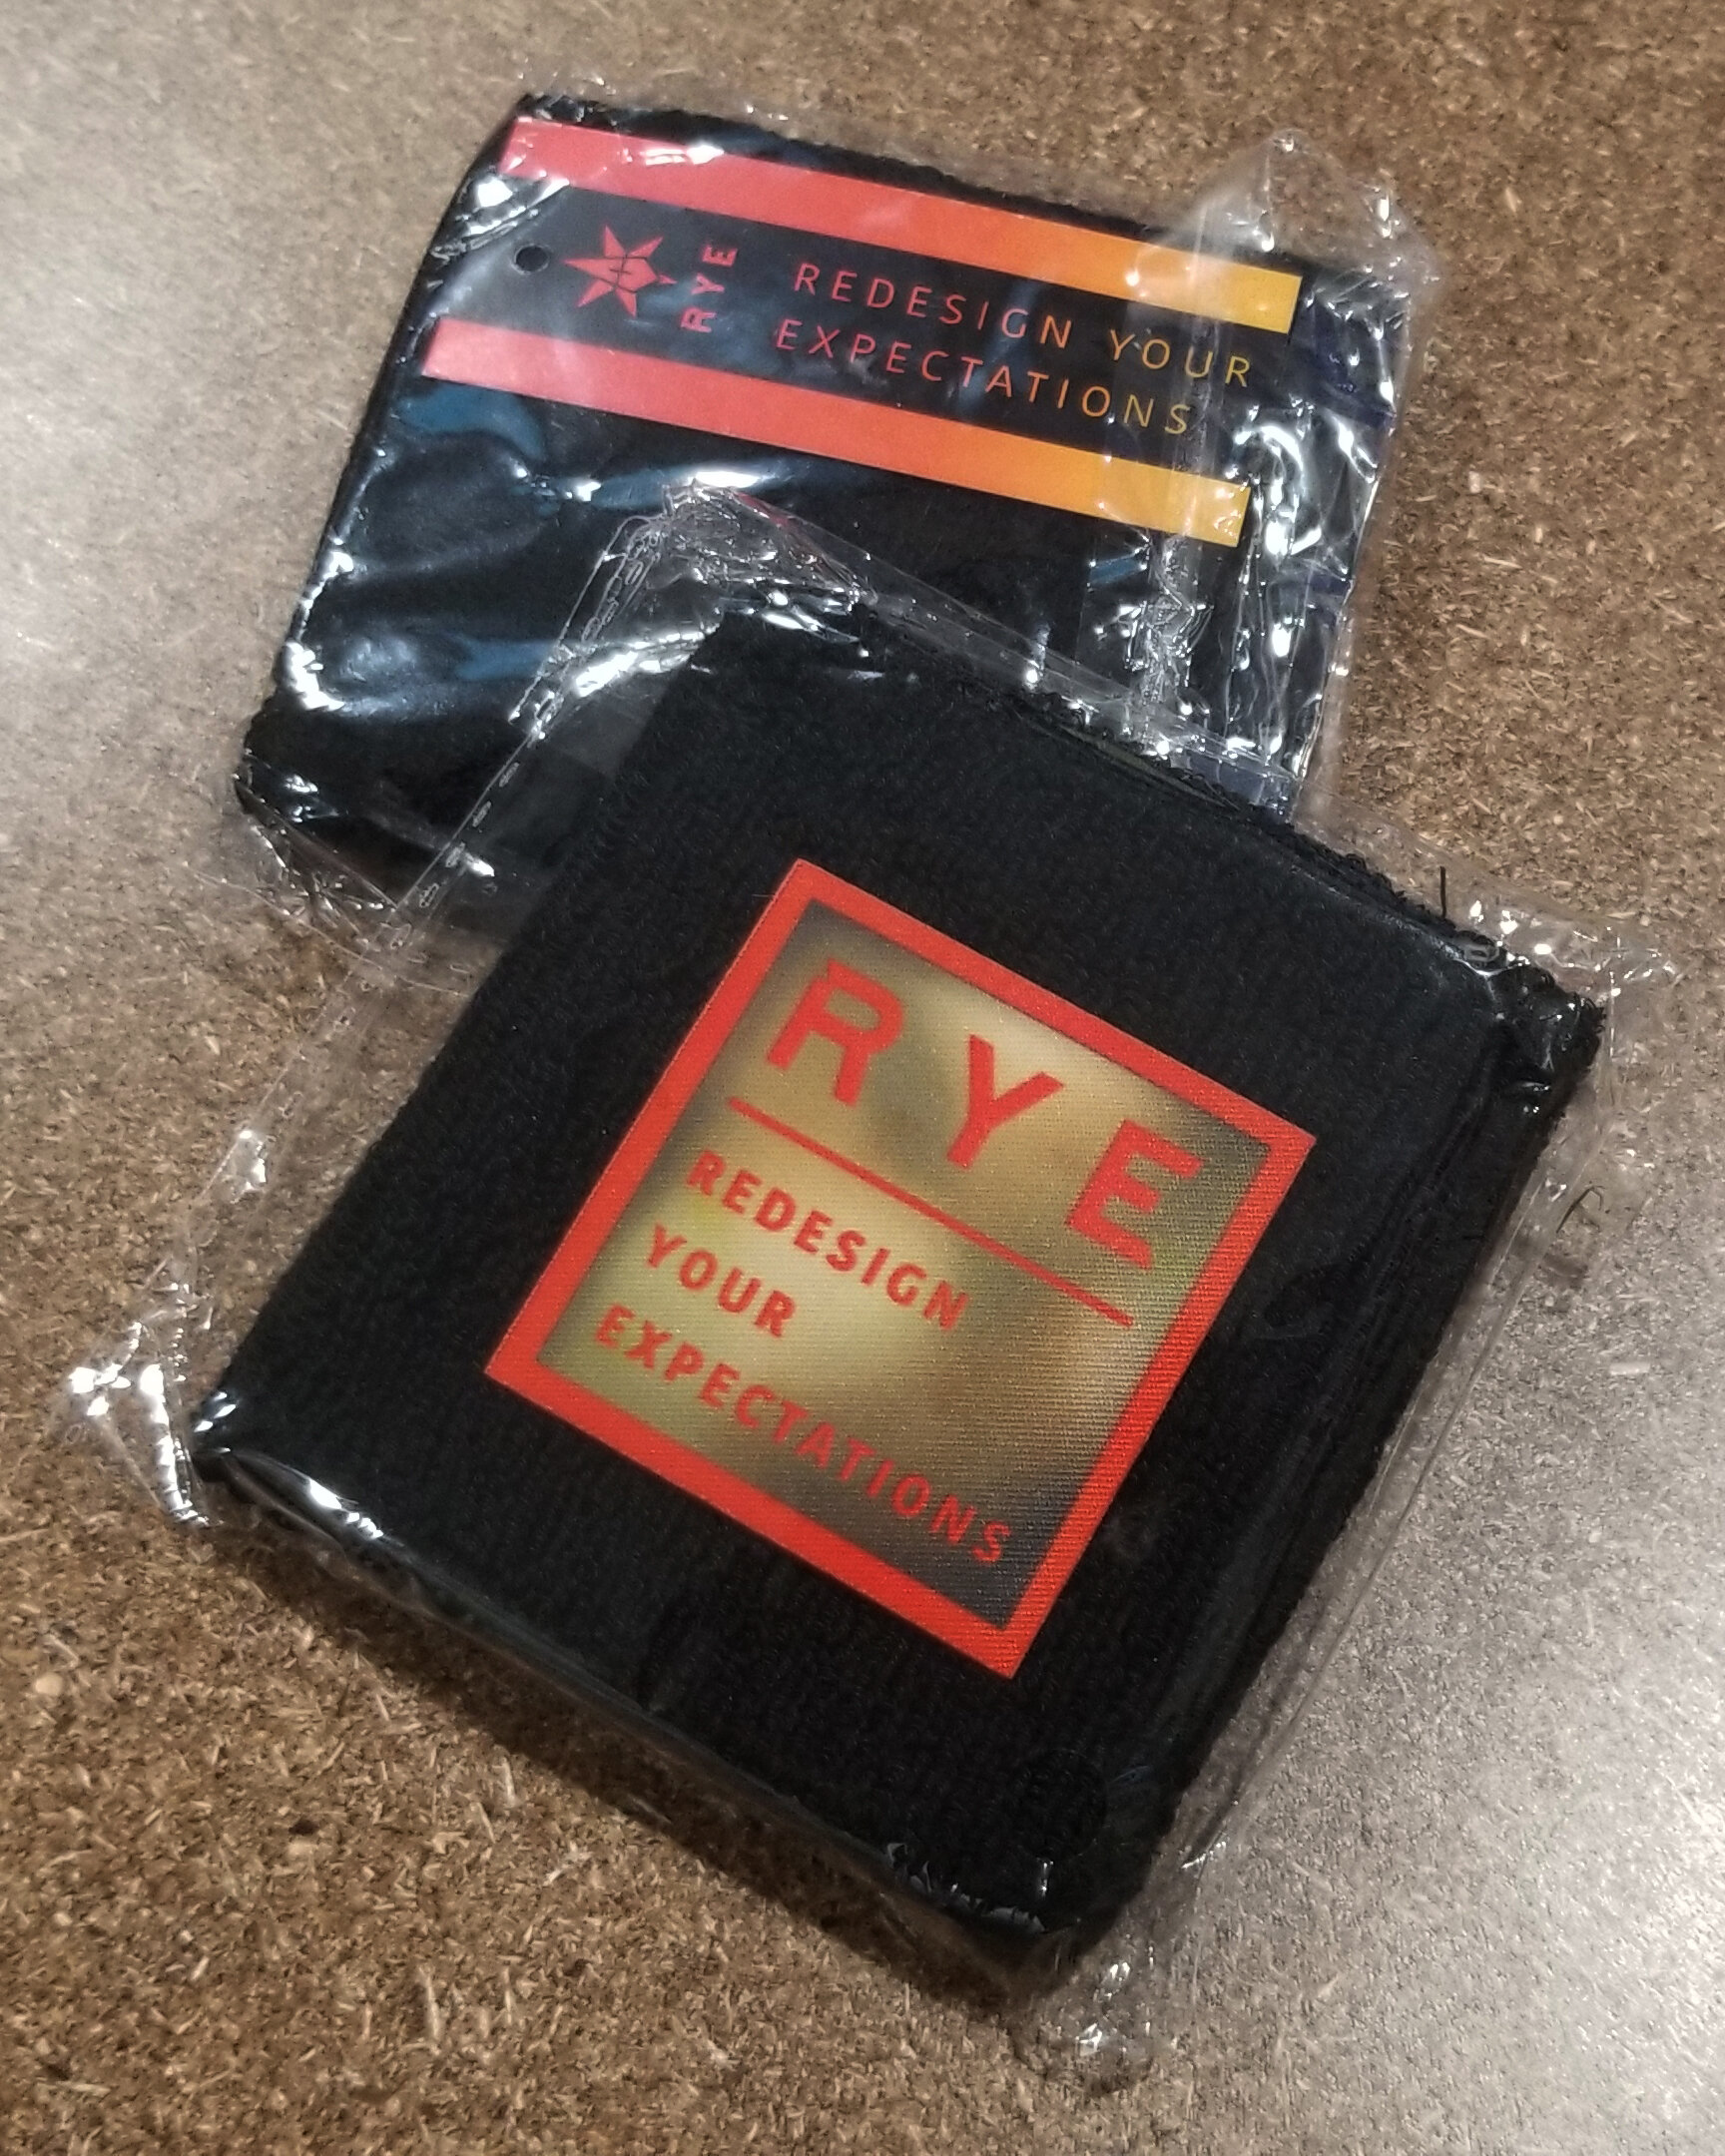 RYE
REDESIGN YOUR
EXPECTATIONS
RYE
REDESIGN
YOUR
EXPECTATIONS